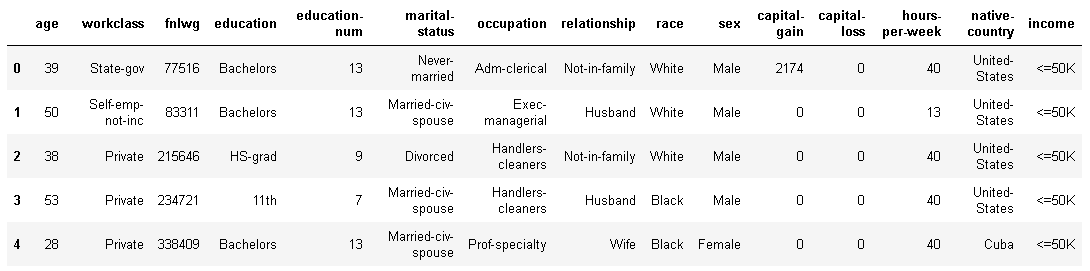 age workclass fnlwg education education-num marital-status occupation relationship race sex capital-gain capital-loss hours-per-week native-country income
0 39 State-gov 77516 Bachelors 13 Never-married Adm-clerical Not-in-family White Male 2174 0 40 United-States <=50K
1 50 Self-emp-not-inc 83311 Bachelors 13 Married-civ-spouse Exec-managerial Husband White Male 0 0 13 United-States <=50K
2 38 Private 215646 HS-grad 9 Divorced Handlers-cleaners Not-in-family White Male 0 0 40 United-States <=50K
3 53 Private 234721 11th 7 Married-civ-spouse Handlers-cleaners Husband Black Male 0 0 40 United-States <=50K
4 28 Private 338409 Bachelors 13 Married-civ-spouse Prof-specialty Wife Black Female 0 0 40 Cuba <=50K